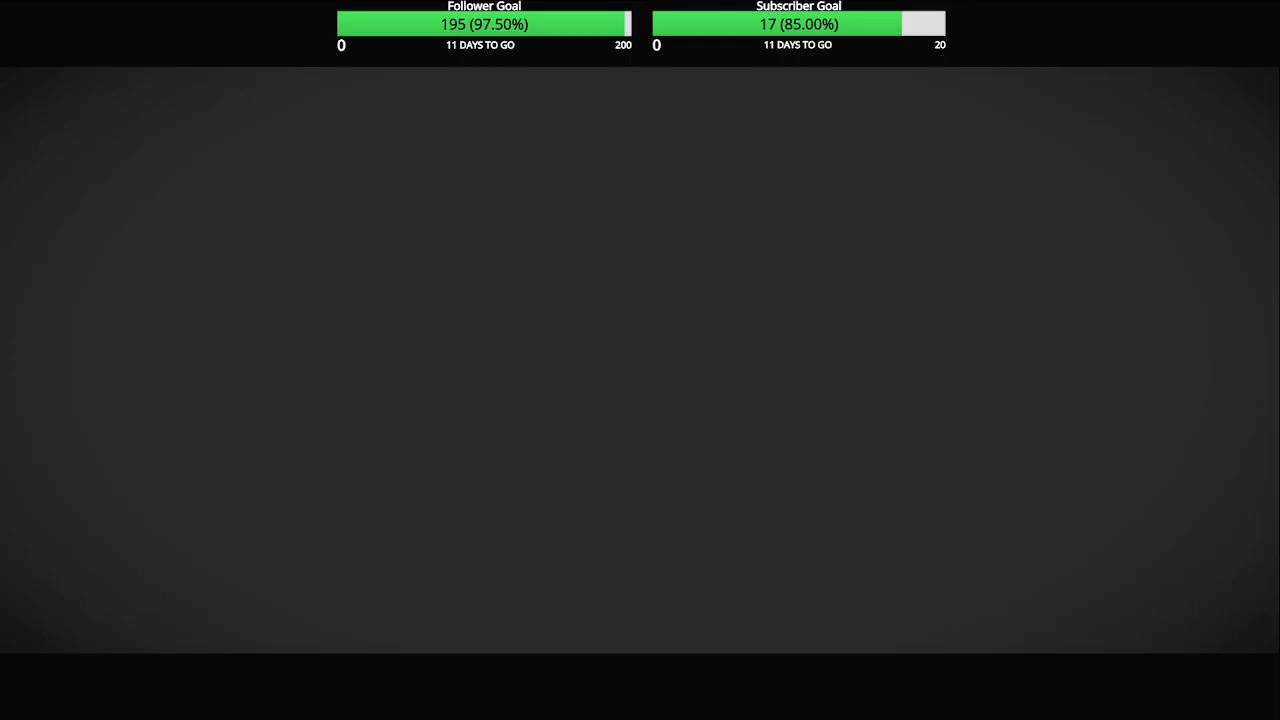 Follower Goal
195 (97.50%)
0 11 DAYS TO GO 200
Subscriber Goal
17 (85.00%)
0 11 DAYS TO GO 20